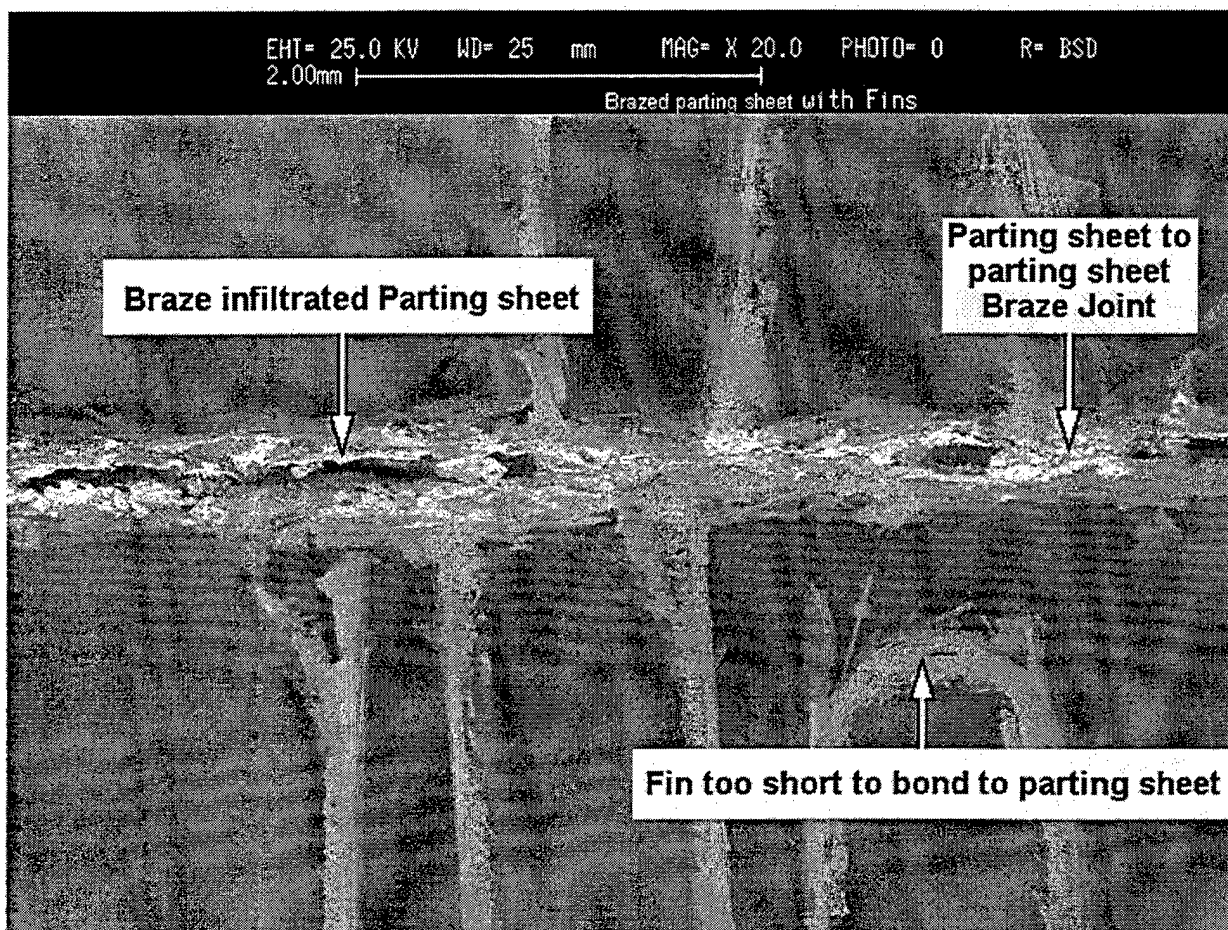 EHT= 25.0 KV WD= 25 mm MAG= X 20.0 PHOTO= 0 R= BSD
2.00mm
Brazed parting sheet with Fins
Parting sheet to
parting sheet
Braze Joint
Braze infiltrated Parting sheet
Fin too short to bond to parting sheet